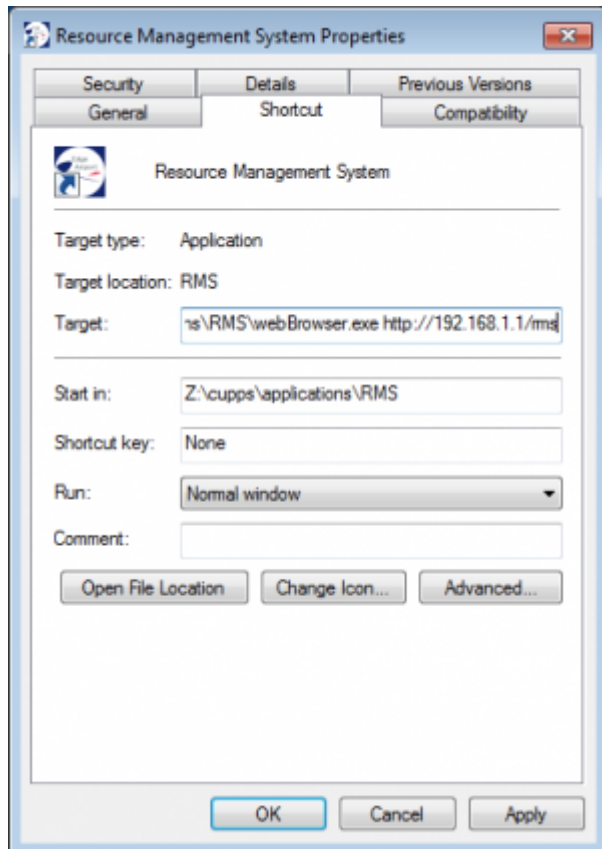 Resource Management System Properties
Security Details Previous Versions
General Shortcut Compatibility
Resource Management System
Target type: Application
Target location: RMS
Target: ns\RMS\webBrowser.exe http://192.168.1.1/rms
Start in: Z:\cupps\applications\RMS
Shortcut key: None
Run: Normal window
Comment:
Open File Location Change Icon... Advanced...
OK Cancel Apply